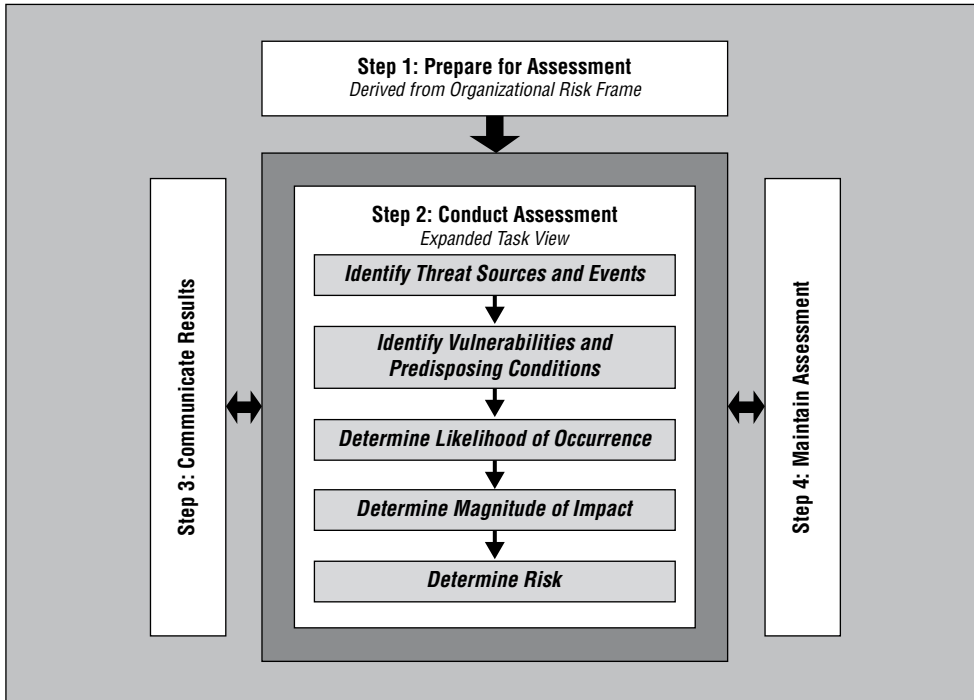 Step 1: Prepare for Assessment
Derived from Organizational Risk Frame
Step 2: Conduct Assessment
Expanded Task View
Identify Threat Sources and Events
Identify Vulnerabilities and
Predisposing Conditions
Determine Likelihood of Occurrence
Determine Magnitude of Impact
Determine Risk
Step 3: Communicate Results
Step 4: Maintain Assessment